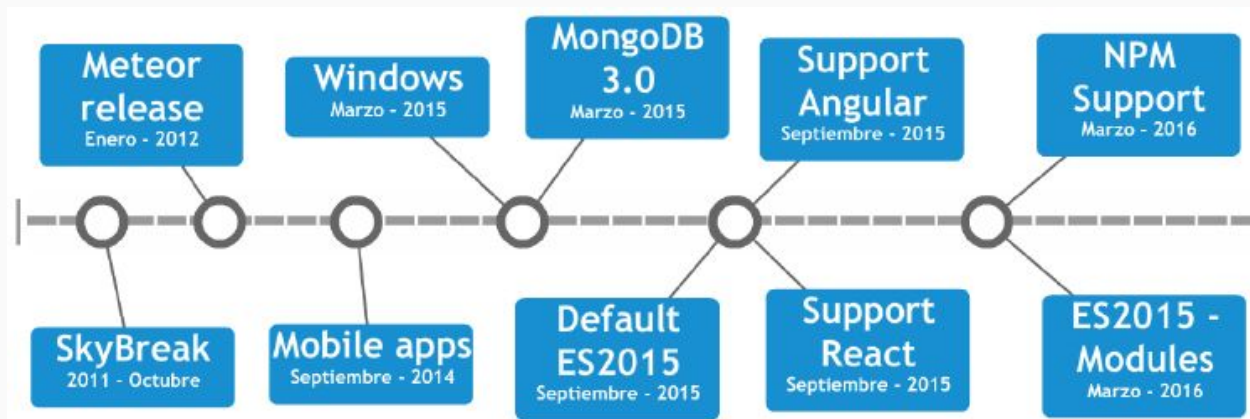 Meteor
release
Enero - 2012
Windows
Marzo - 2015
MongoDB
3.0
Marzo - 2015
Support
Angular
Septiembre - 2015
NPM
Support
Marzo - 2016
SkyBreak
2011 - Octubre
Mobile apps
Septiembre - 2014
Default
ES2015
Septiembre - 2015
Support
React
Septiembre - 2015
ES2015 -
Modules
Marzo - 2016